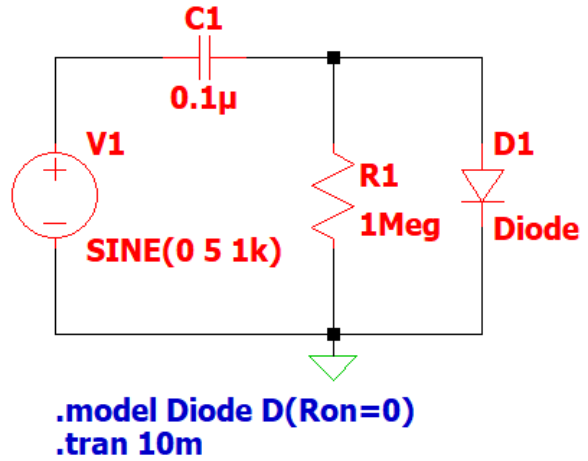 C1
0.1µ
V1
SINE(0 5 1k)
R1
1Meg
D1
Diode
.model Diode D(Ron=0)
.tran 10m